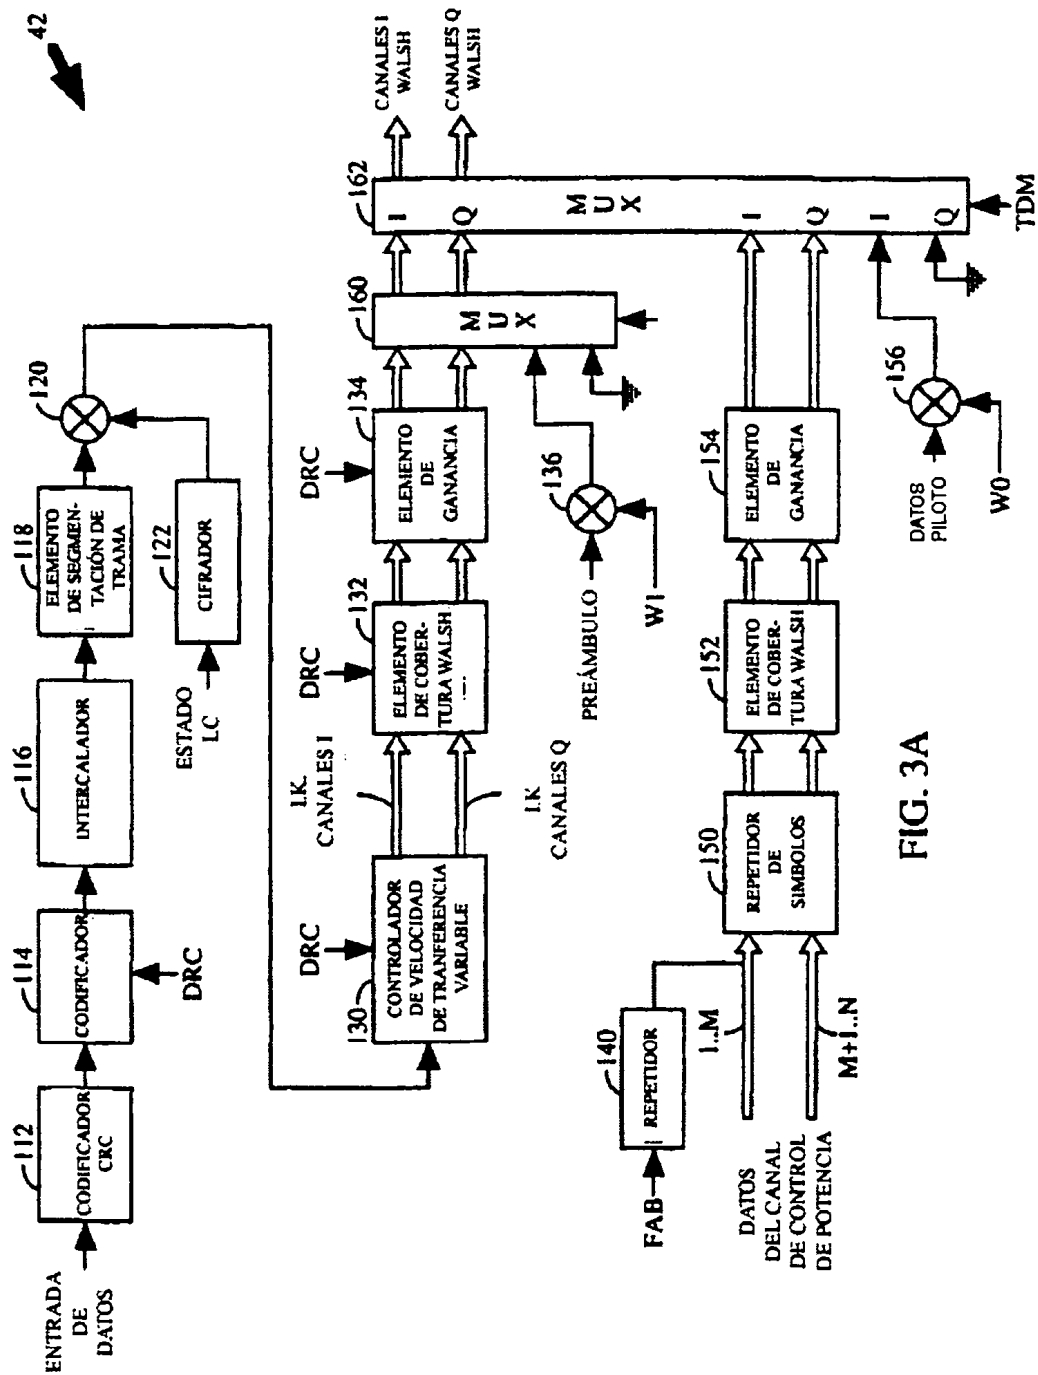 42
ENTRADA
DE
DATOS
112
CODIFICADOR
CRC
114
CODIFICADOR
DRC
116
INTERCALADOR
118
ELEMENTO
DE SEGMEN-
TACIÓN DE
TRAMA
120
ESTADO
LC
122
CIFRADOR
DRC
130
CONTROLADOR
DE VELOCIDAD
DE TRANFERENCIA
VARIABLE
I.K
CANALES I
I.K
CANALES Q
DRC
132
ELEMENTO
DE COBER-
TURA WALSH
DRC
134
ELEMENTO
DE
GANANCIA
PREÁMBULO
136
W1
160
MUX
162
I
Q
MUX
I
Q
I
Q
CANALES I
WALSH
CANALES Q
WALSH
TDM
FAB
140
REPETIDOR
DATOS
DEL CANAL
DE CONTROL
DE POTENCIA
1..M
M+1..N
150
REPETIDOR
DE
SIMBOLOS
152
ELEMENTO
DE COBER-
TURA WALSH
154
ELEMENTO
DE
GANANCIA
DATOS
PILOTO
156
W0
FIG. 3A